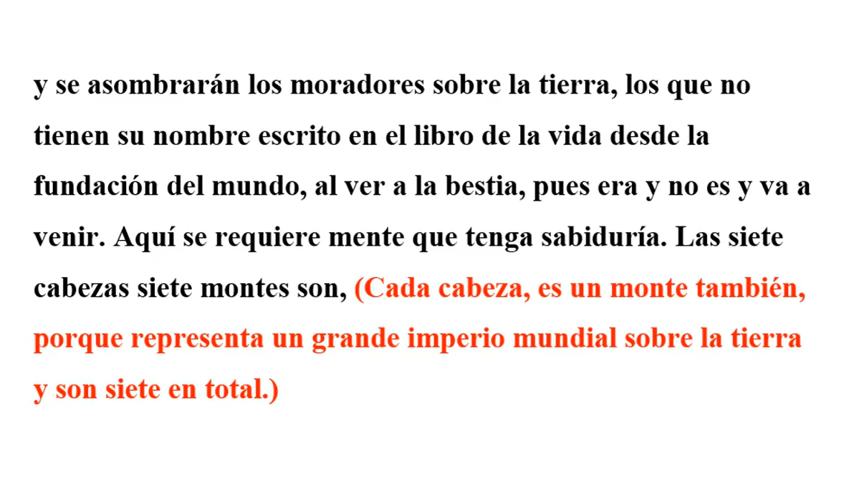 y se asombrarán los moradores sobre la tierra, los que no
tienen su nombre escrito en el libro de la vida desde la
fundación del mundo, al ver a la bestia, pues era y no es y va a
venir. Aquí se requiere mente que tenga sabiduría. Las siete
cabezas siete montes son, (Cada cabeza, es un monte también,
porque representa un grande imperio mundial sobre la tierra
y son siete en total.)